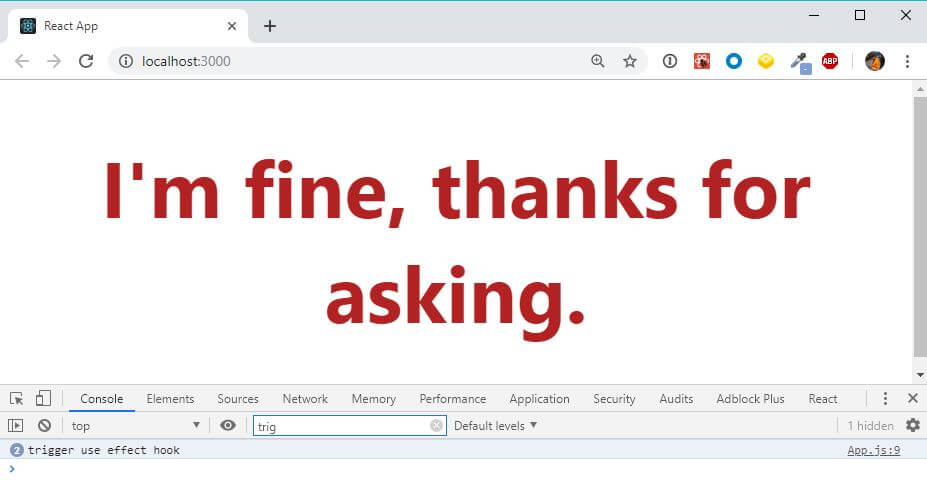 React App
localhost:3000
ABP
I'm fine, thanks for
asking.
Console Elements Sources Network Memory Performance Application Security Audits Adblock Plus React
top trig Default levels 1 hidden
2 trigger use effect hook App.js:9